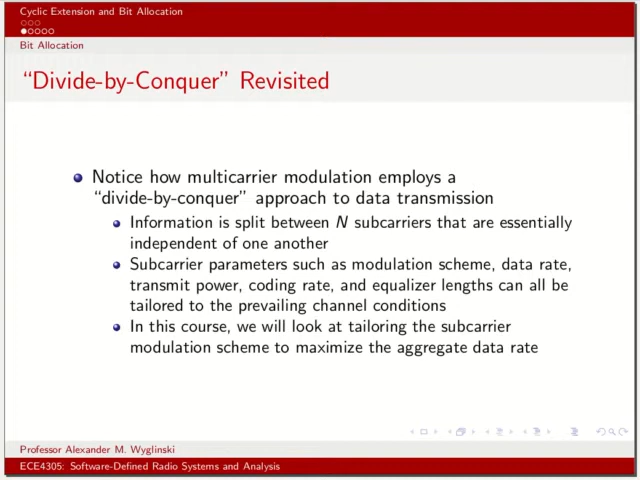 Cyclic Extension and Bit Allocation
Bit Allocation
“Divide-by-Conquer” Revisited
Notice how multicarrier modulation employs a
“divide-by-conquer” approach to data transmission
Information is split between N subcarriers that are essentially
independent of one another
Subcarrier parameters such as modulation scheme, data rate,
transmit power, coding rate, and equalizer lengths can all be
tailored to the prevailing channel conditions
In this course, we will look at tailoring the subcarrier
modulation scheme to maximize the aggregate data rate
Professor Alexander M. Wyglinski
ECE4305: Software-Defined Radio Systems and Analysis